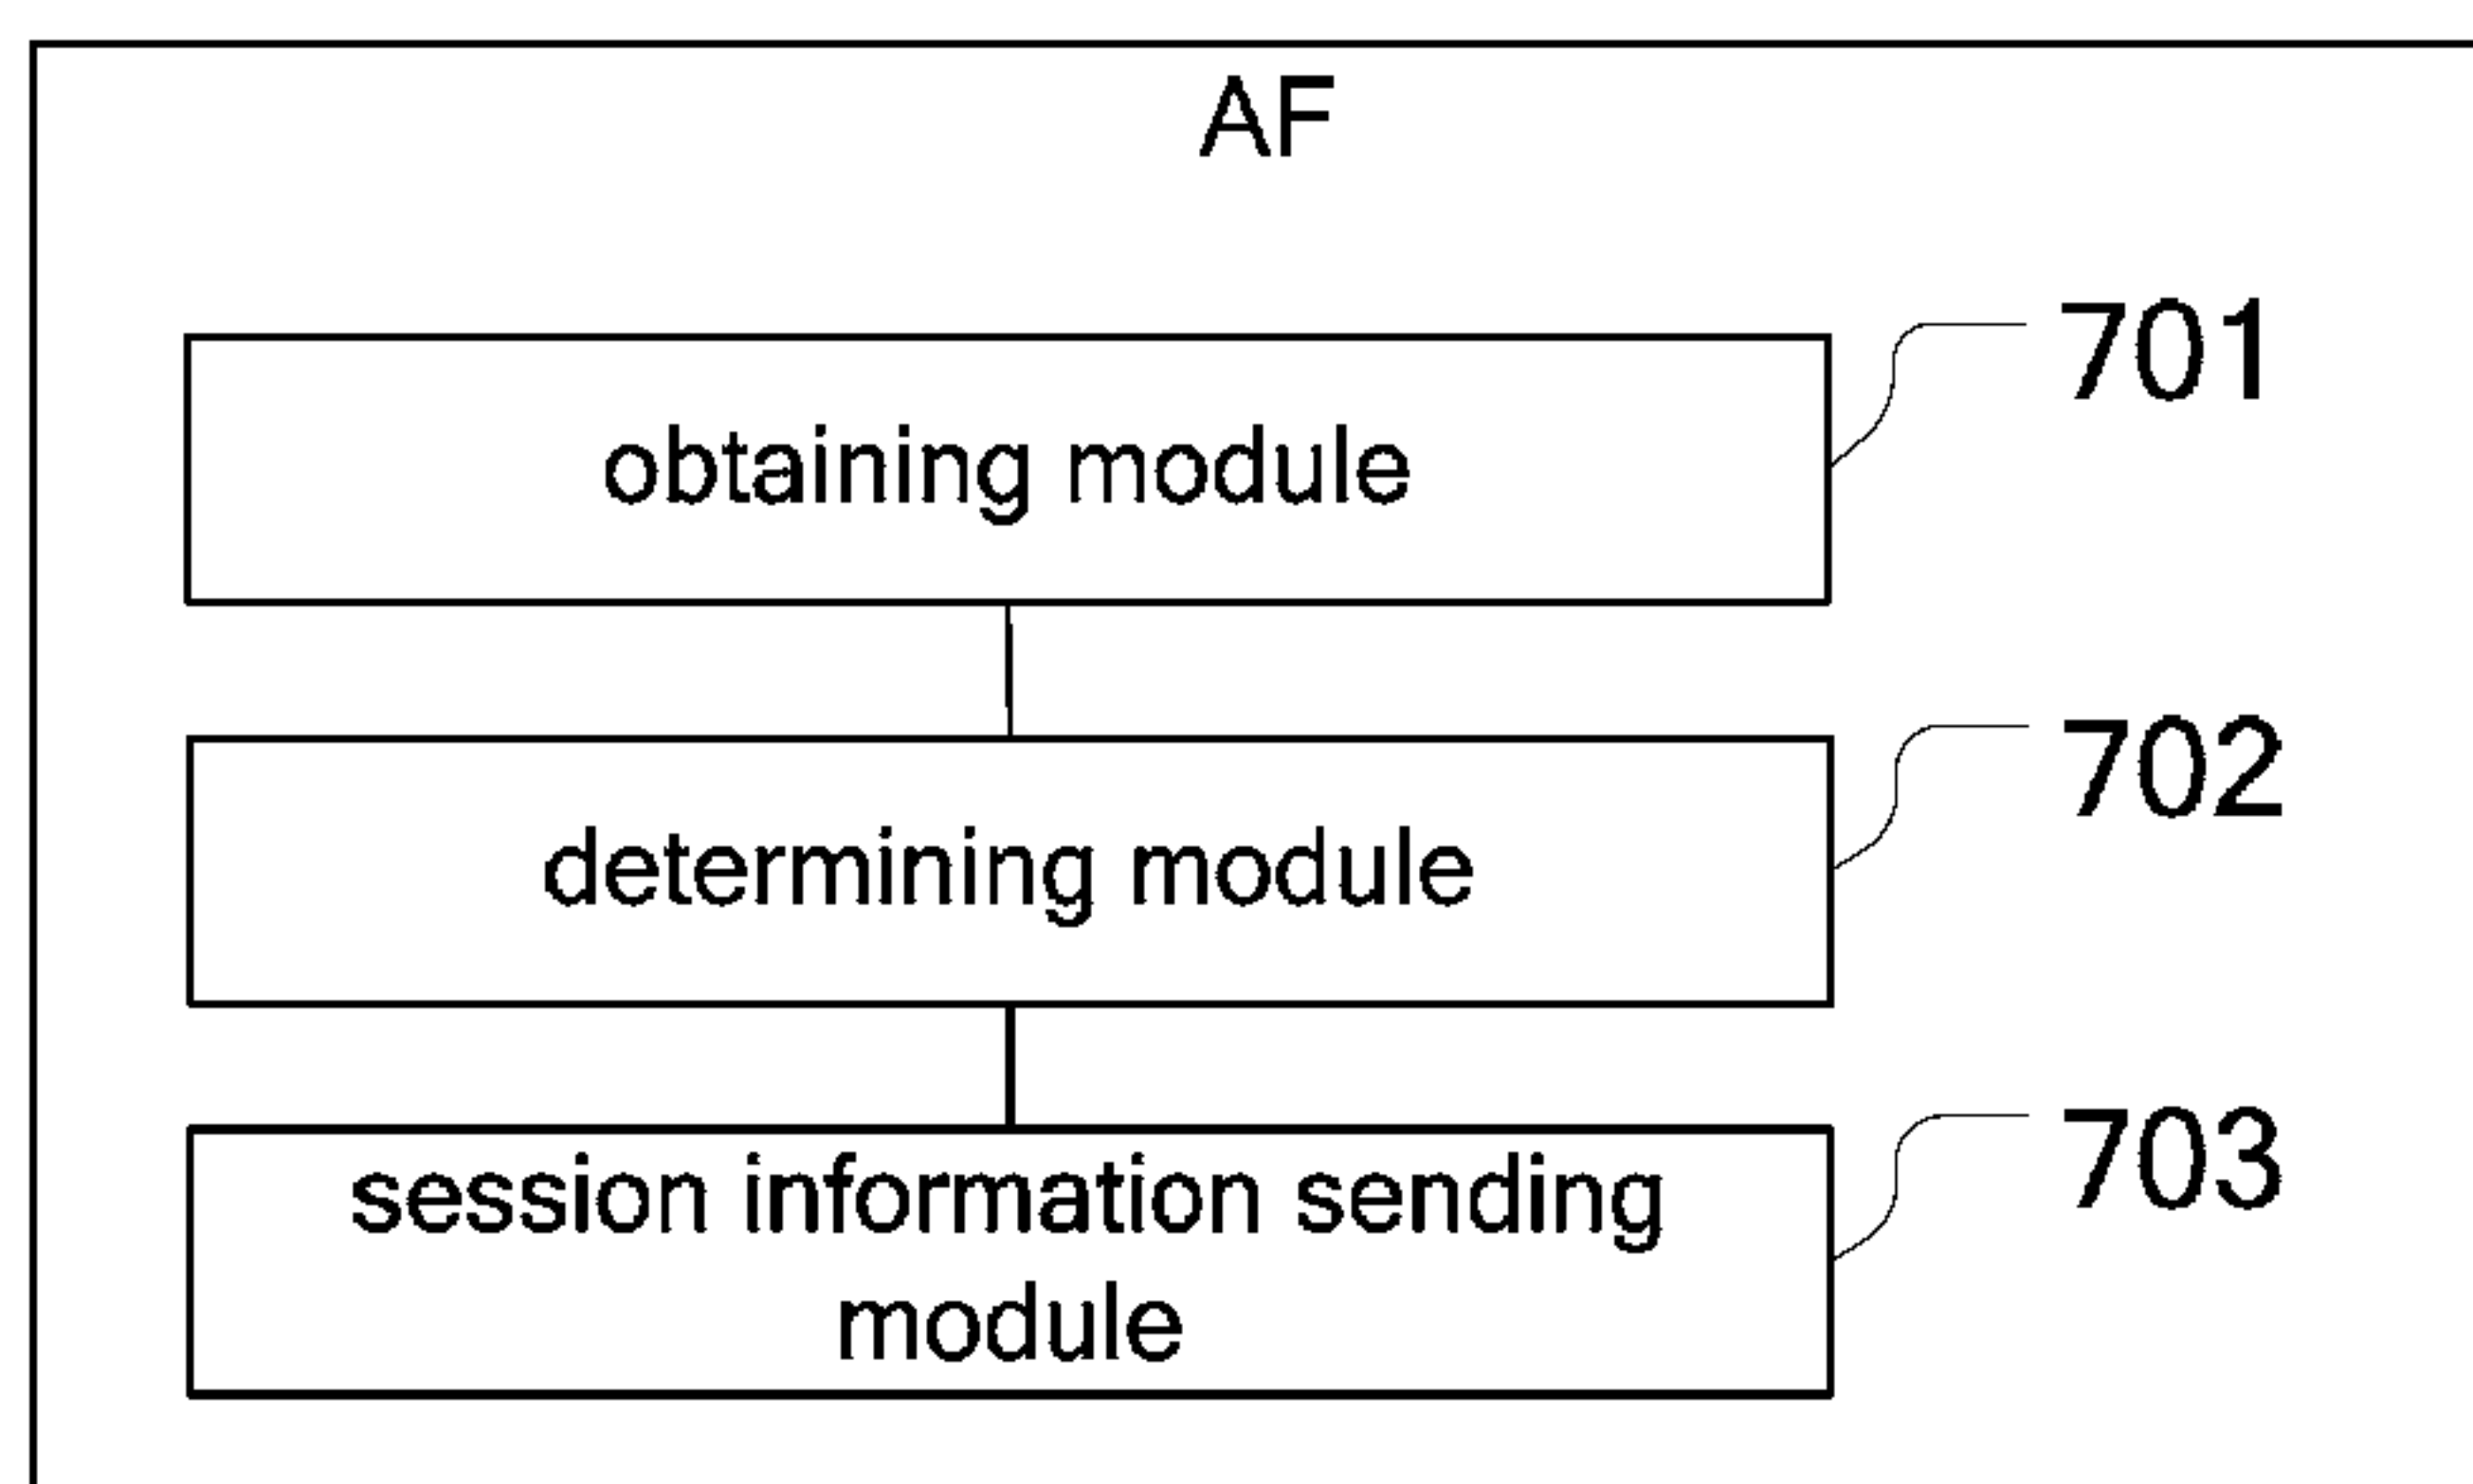 AF
701
obtaining module
702
determining module
703
session information sending
module